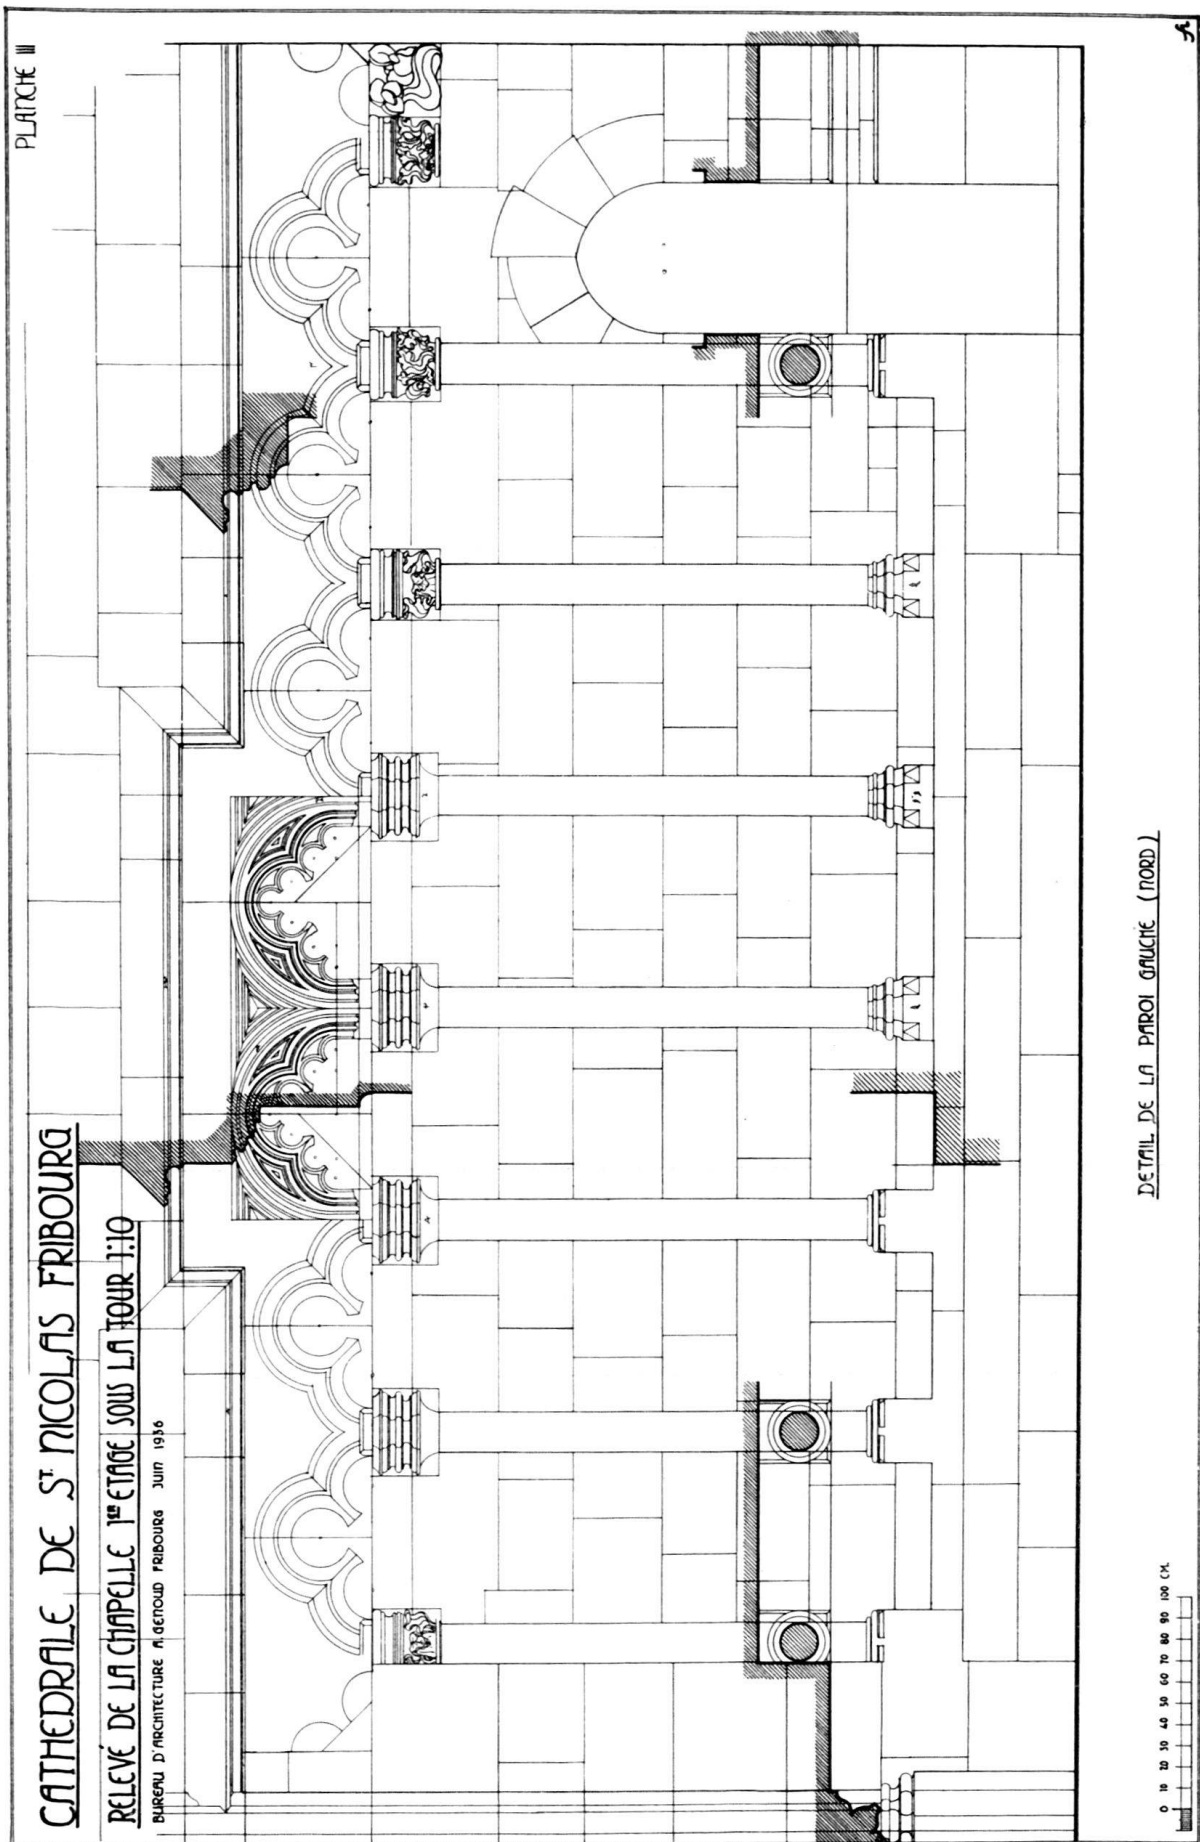 PLANCHE III
CATHEDRALE DE ST. NICOLAS FRIBOURG
RELEVÉ DE LA CHAPELLE 1ER ETAGE SOUS LA TOUR 1:10
BUREAU D'ARCHITECTURE A. GENOUD FRIBOURG JUIN 1936
DETAIL DE LA PAROI GAUCHE (NORD)
0 10 20 30 40 50 60 70 80 90 100 CM.